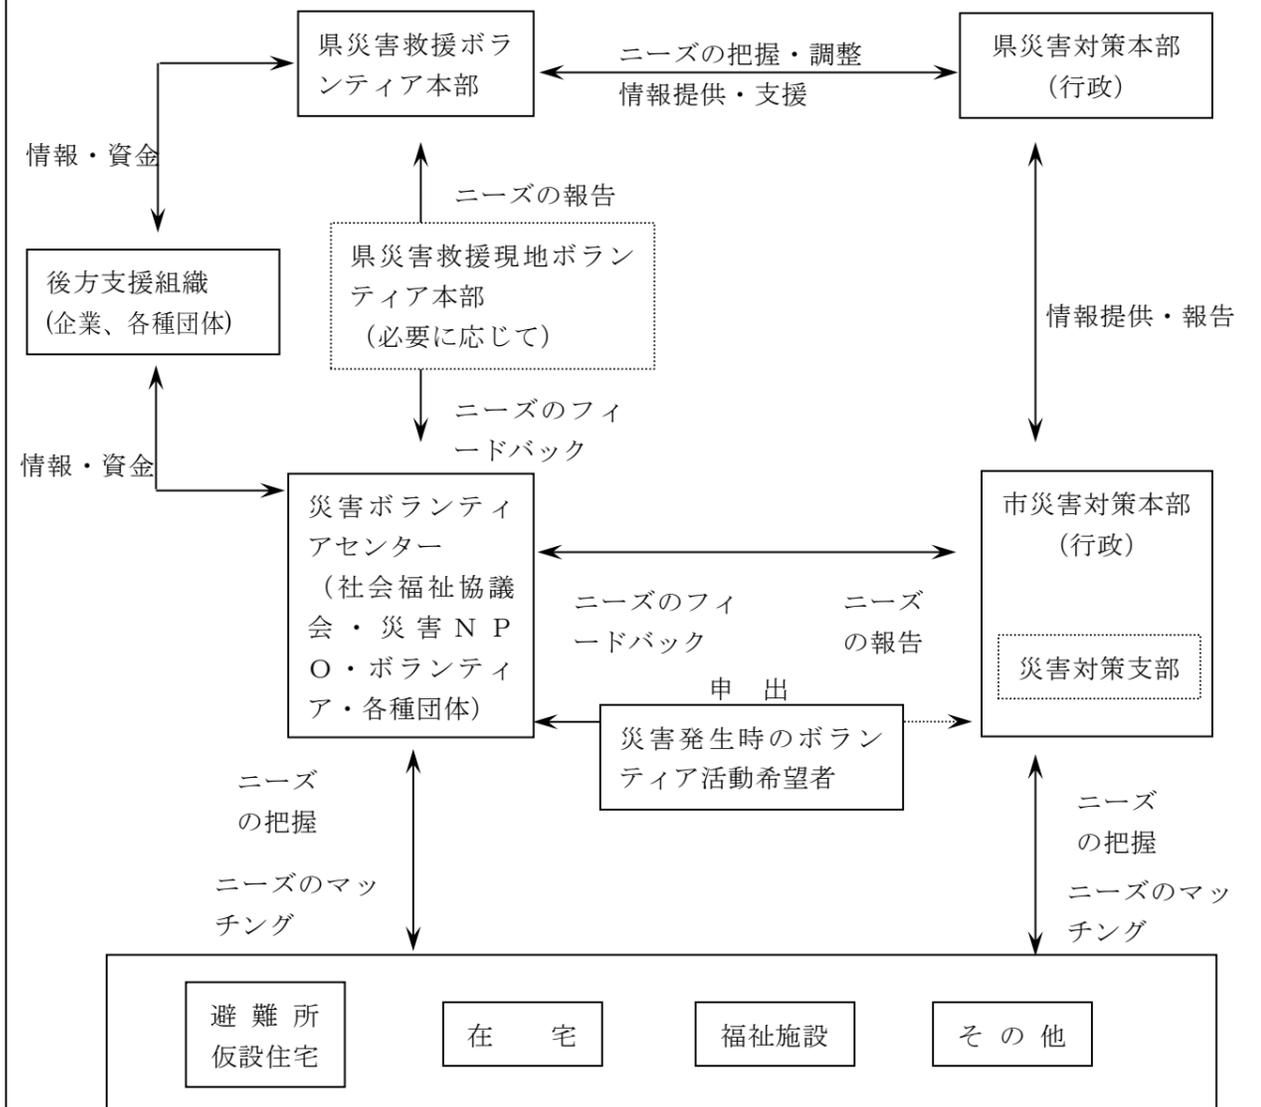 県災害救援ボラ
ンティア本部
ニーズの把握・調整
情報提供・支援
県災害対策本部
（行政）
情報・資金
ニーズの報告
県災害救援現地ボラン
ティア本部
（必要に応じて）
後方支援組織
(企業、各種団体)
情報提供・報告
ニーズのフィ
ードバック
情報・資金
災害ボランティ
アセンター
（社会福祉協議
会・災害ＮＰ
Ｏ・ボランティ
ア・各種団体）
市災害対策本部
（行政）
災害対策支部
ニーズのフィ
ードバック
ニーズ
の報告
申　出
災害発生時のボラン
ティア活動希望者
ニーズ
の把握
ニーズのマッ
チング
ニーズ
の把握
ニーズのマッ
チング
避難所
仮設住宅
在　宅
福祉施設
その他